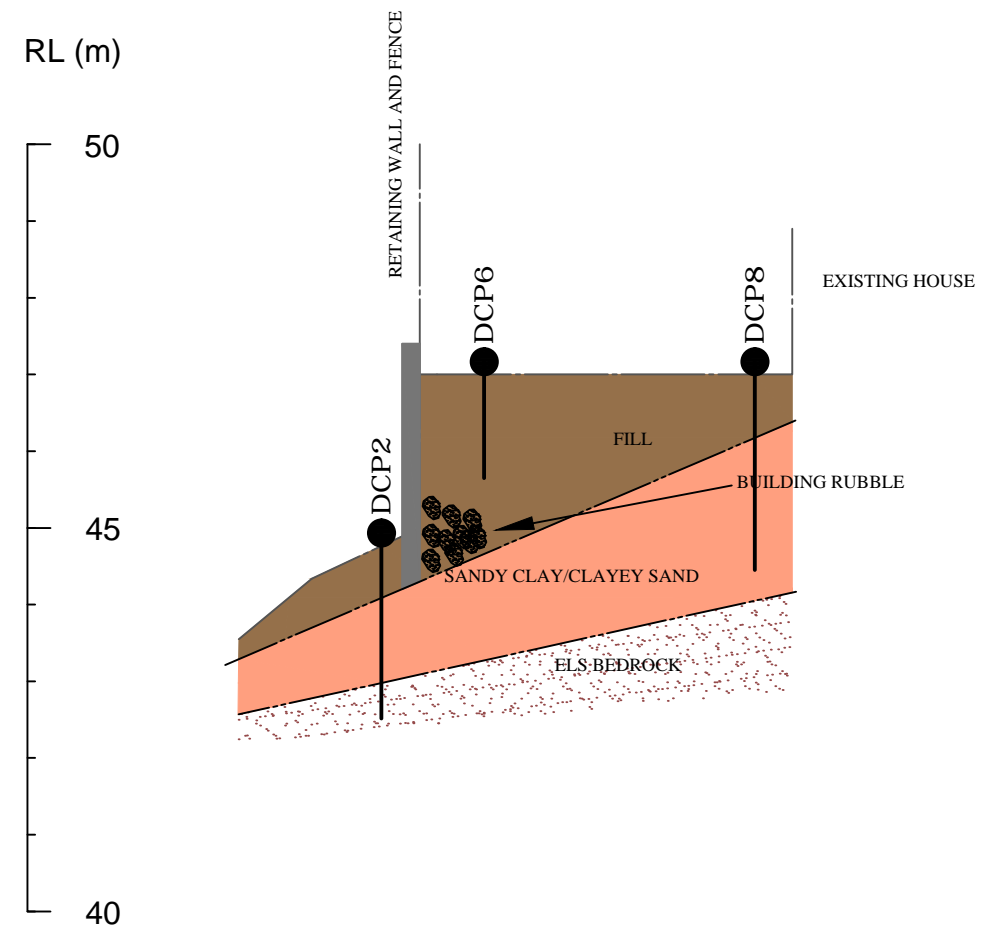 RL (m)
RETAINING WALL AND FENCE
50
DCP6
DCP8
EXISTING HOUSE
DCP2
FILL
BUILDING RUBBLE
45
SANDY CLAY/CLAYEY SAND
ELS BEDROCK
40